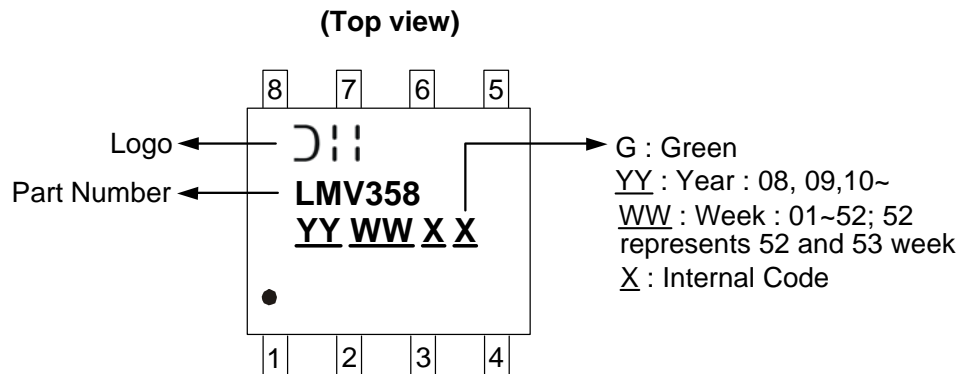 (Top view)
8 7 6 5
Logo
Part Number
LMV358
YY WW X X
G : Green
YY : Year : 08, 09,10~
WW : Week : 01~52; 52
represents 52 and 53 week
X : Internal Code
1 2 3 4